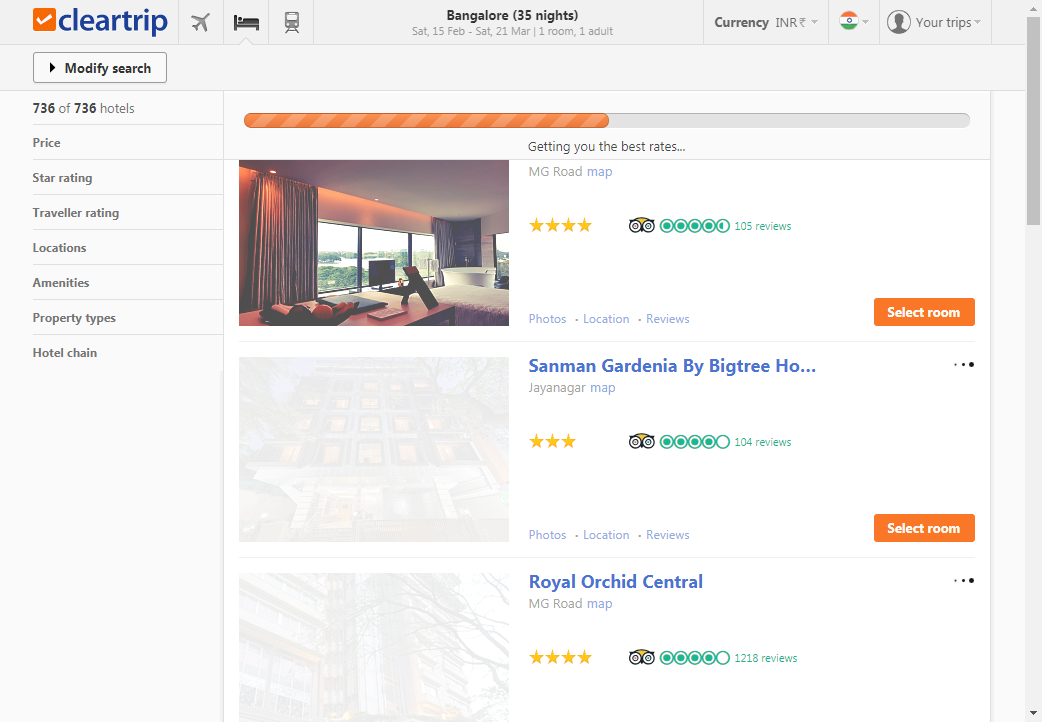 cleartrip
Bangalore (35 nights)
Sat, 15 Feb - Sat, 21 Mar | 1 room, 1 adult
Currency INR₹
Your trips
Modify search
736 of 736 hotels
Price
Star rating
Traveller rating
Locations
Amenities
Property types
Hotel chain
Getting you the best rates...
MG Road map
105 reviews
Photos • Location • Reviews
Select room
Sanman Gardenia By Bigtree Ho...
Jayanagar map
104 reviews
Photos • Location • Reviews
Select room
Royal Orchid Central
MG Road map
1218 reviews